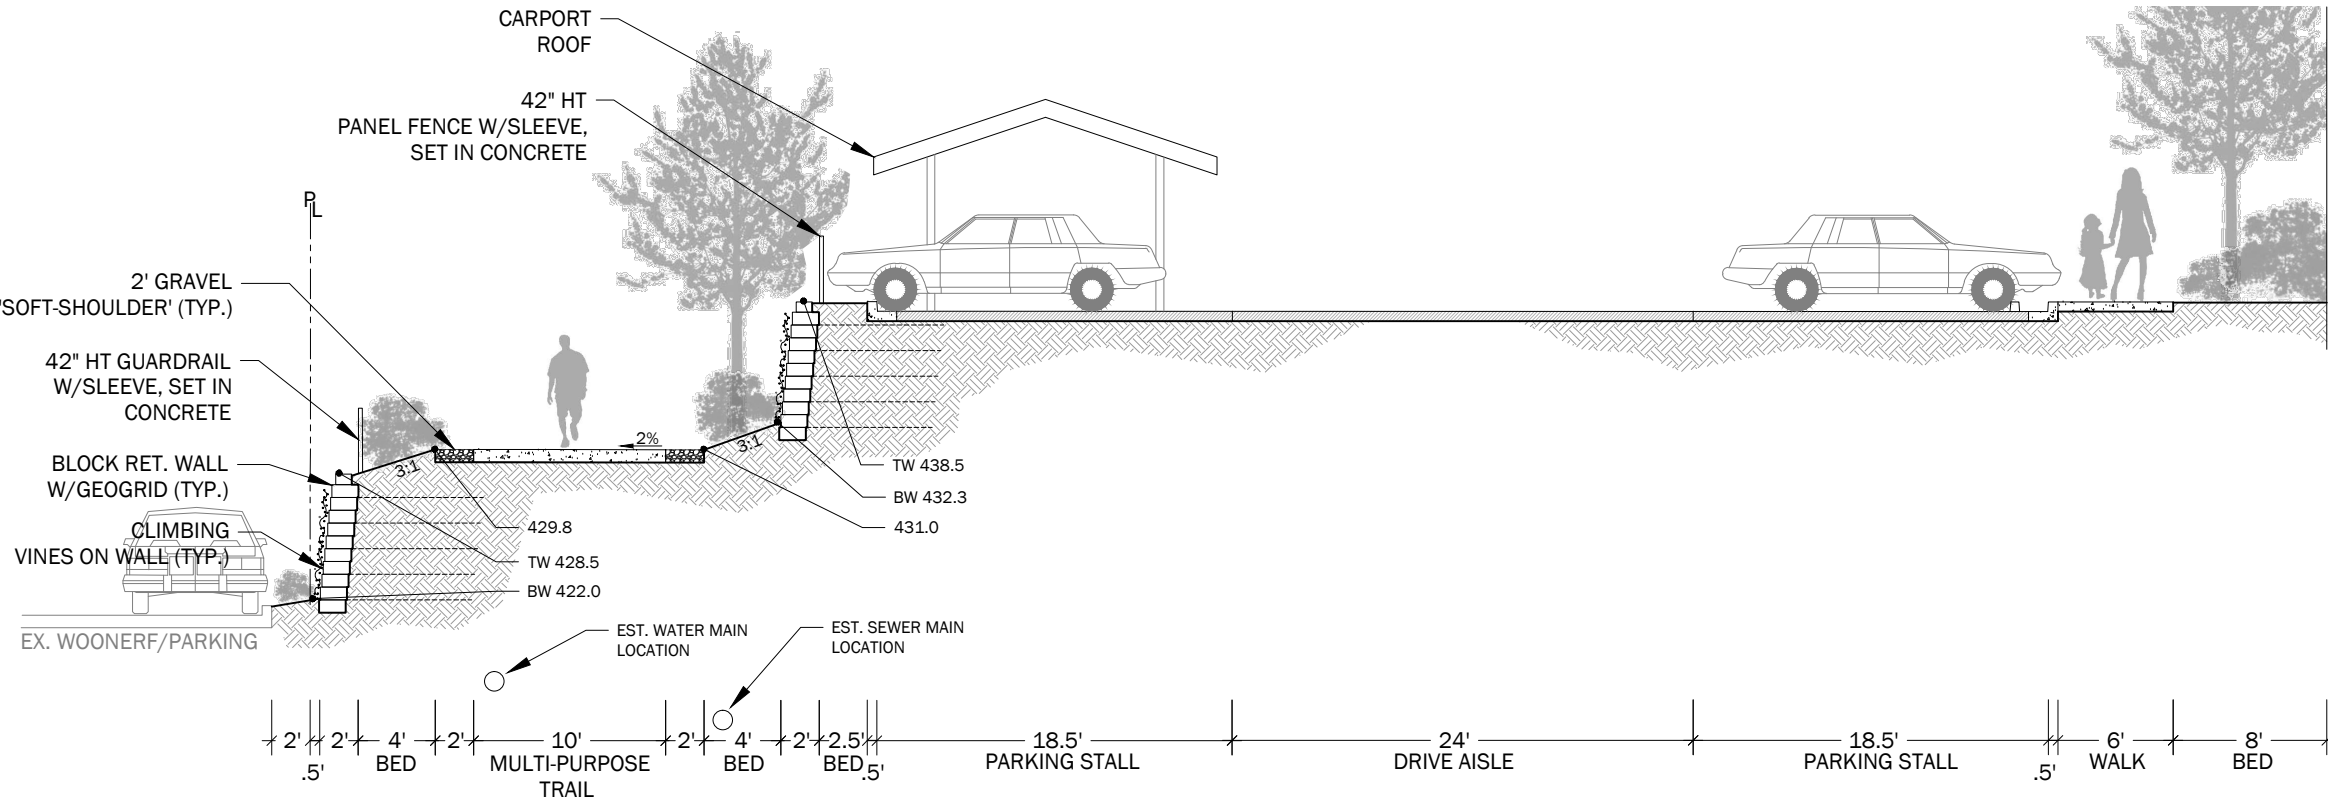 CARPORT
ROOF
42" HT
PANEL FENCE W/SLEEVE,
SET IN CONCRETE
PL
2' GRAVEL
'SOFT-SHOULDER' (TYP.)
42" HT GUARDRAIL
W/SLEEVE, SET IN
CONCRETE
BLOCK RET. WALL
W/GEOGRID (TYP.)
CLIMBING
VINES ON WALL (TYP.)
EX. WOONERF/PARKING
3:1
2%
3:1
TW 438.5
BW 432.3
431.0
429.8
TW 428.5
BW 422.0
EST. WATER MAIN
LOCATION
EST. SEWER MAIN
LOCATION
2'
.5'
2'
4'
BED
2'
10'
MULTI-PURPOSE
TRAIL
2'
4'
BED
2'
2.5'
BED
.5'
18.5'
PARKING STALL
24'
DRIVE AISLE
18.5'
PARKING STALL
.5'
6'
WALK
8'
BED